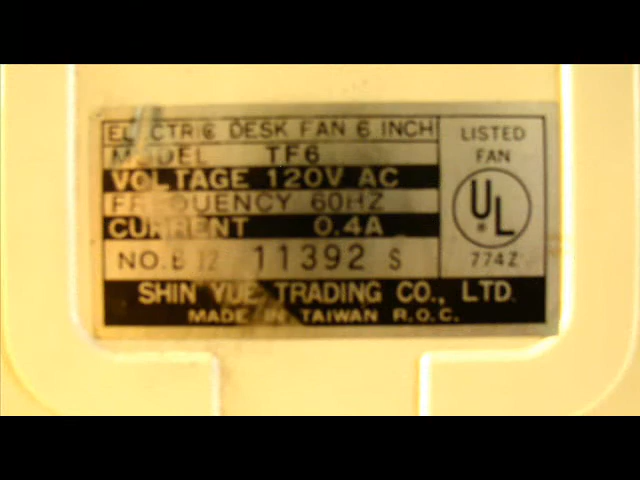 ELECTRIC DESK FAN 6 INCH
MODEL TF6
VOLTAGE 120V AC
FREQUENCY 60HZ
CURRENT 0.4A
NO. 11392 S
LISTED
FAN
UL
®
774Z
SHIN YUE TRADING CO., LTD.
MADE IN TAIWAN R.O.C.